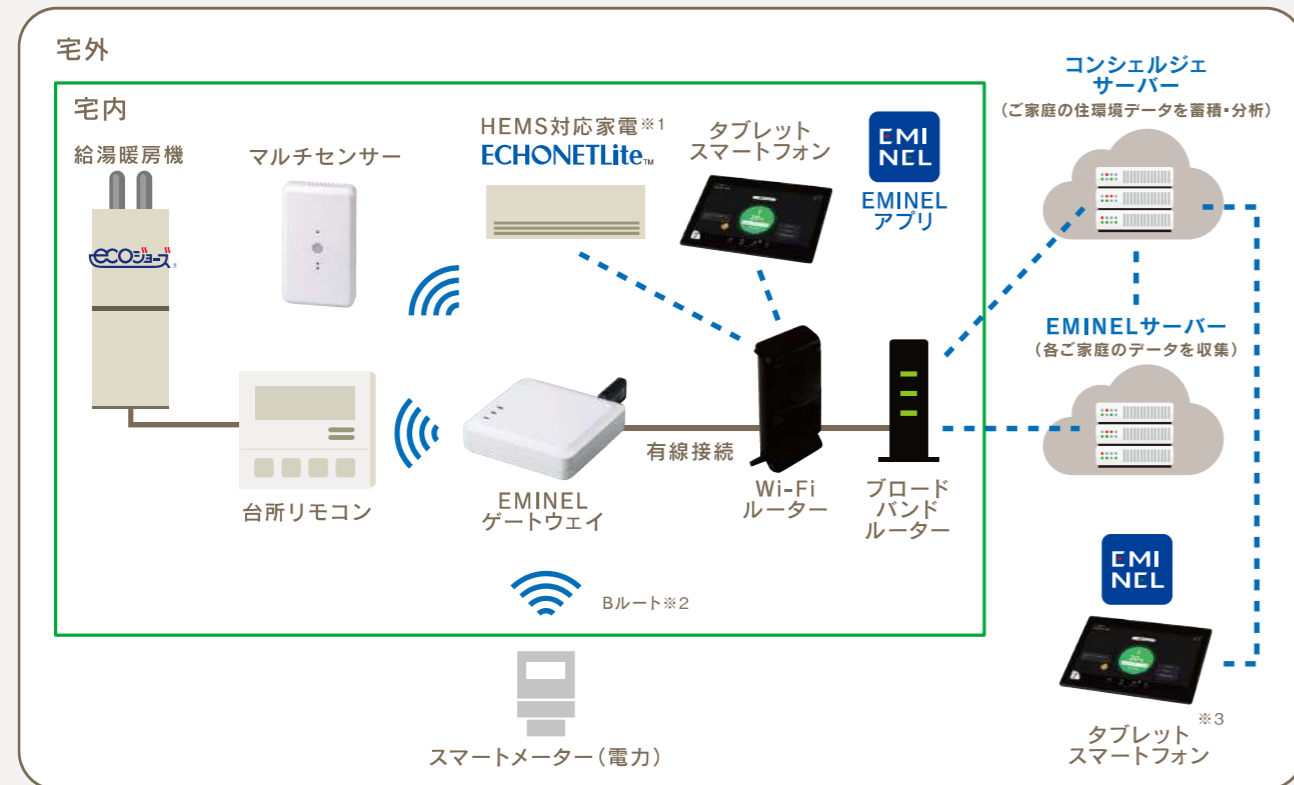 宅外
宅内
給湯暖房機
ecoジョーズ®
マルチセンサー
HEMS対応家電※1
ECHONETLite™
タブレット
スマートフォン
EMI
NEL
EMINEL
アプリ
コンシェルジェ
サーバー
(ご家庭の住環境データを蓄積・分析)
EMINELサーバー
(各ご家庭のデータを収集)
台所リモコン
EMINEL
ゲートウェイ
有線接続
Wi-Fi
ルーター
ブロード
バンド
ルーター
Bルート※2
スマートメーター(電力)
EMI
NEL
※3
タブレット
スマートフォン